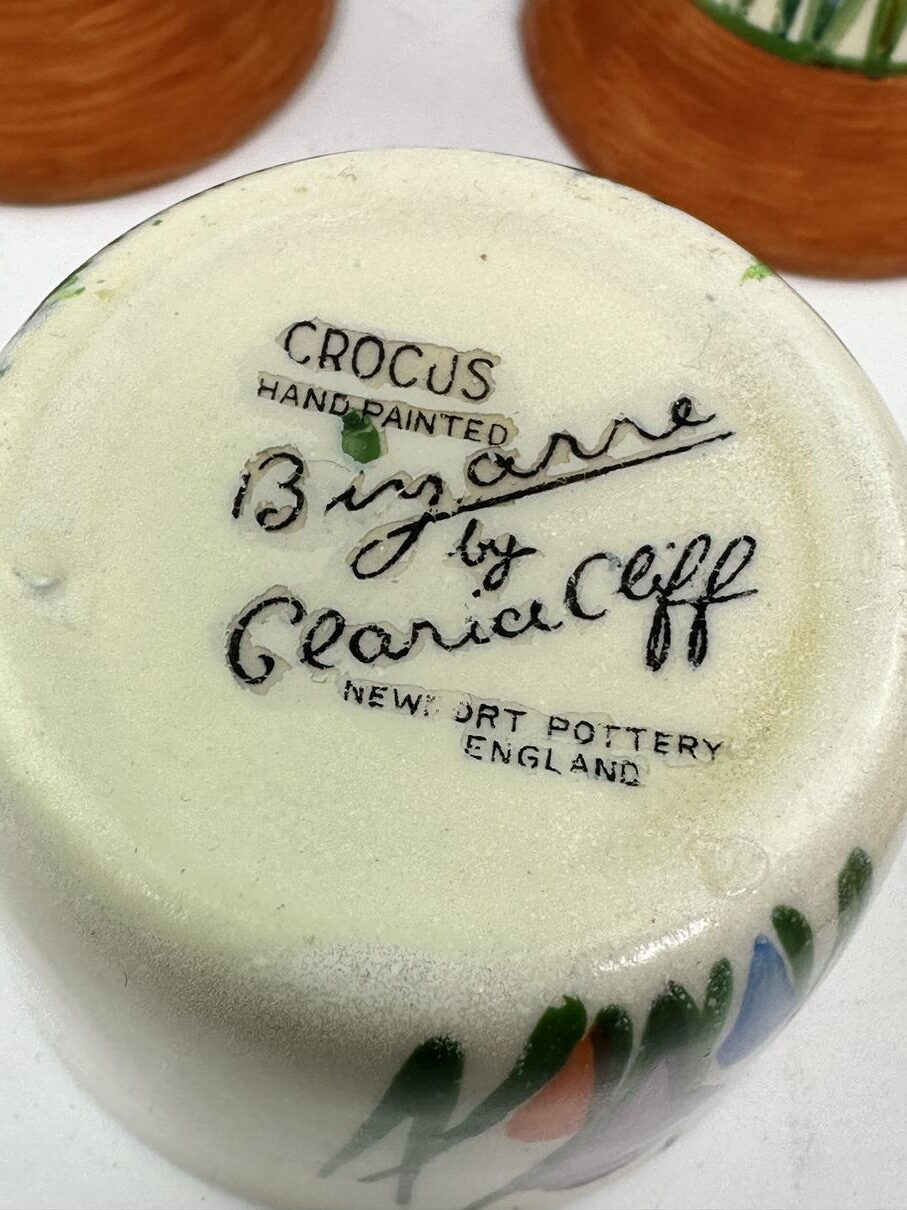 CROCUS
HAND PAINTED
Bizarre
by
Clarice Cliff
NEWPORT POTTERY
ENGLAND